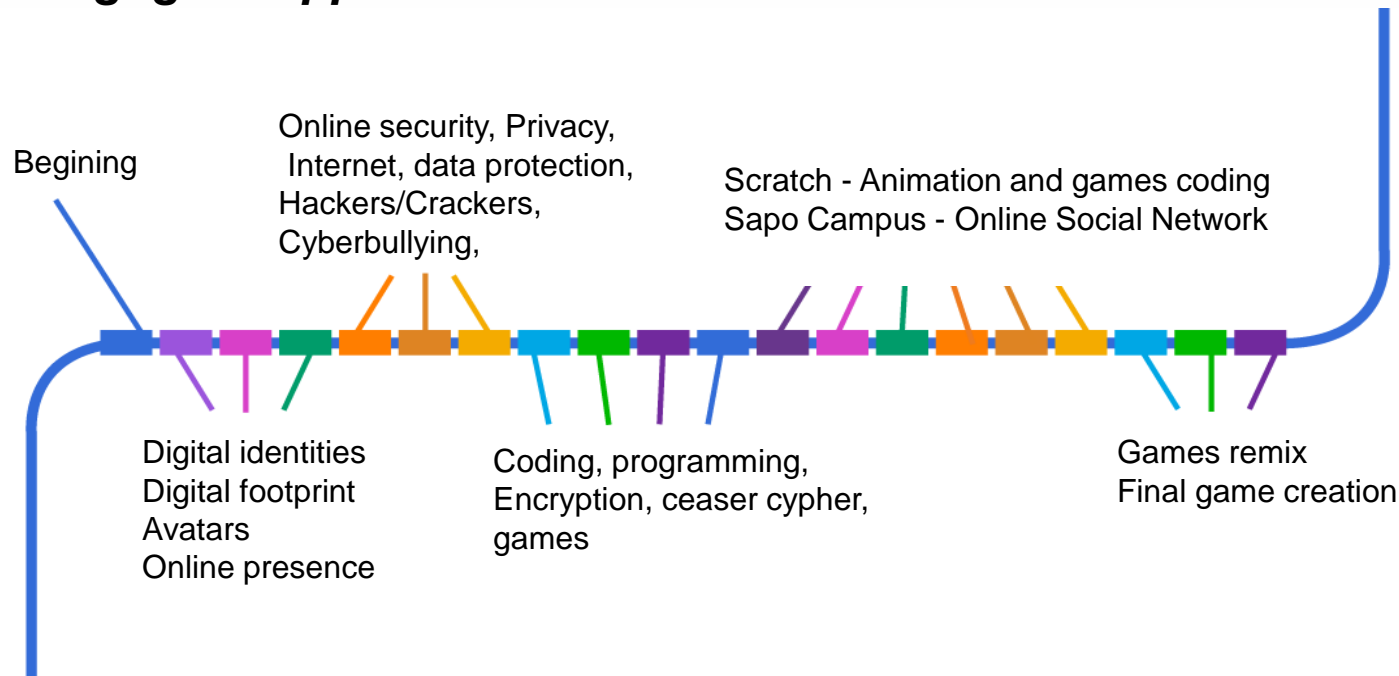 Begining
Online security, Privacy,
Internet, data protection,
Hackers/Crackers,
Cyberbullying,
Scratch - Animation and games coding
Sapo Campus - Online Social Network
Digital identities
Digital footprint
Avatars
Online presence
Coding, programming,
Encryption, ceaser cypher,
games
Games remix
Final game creation